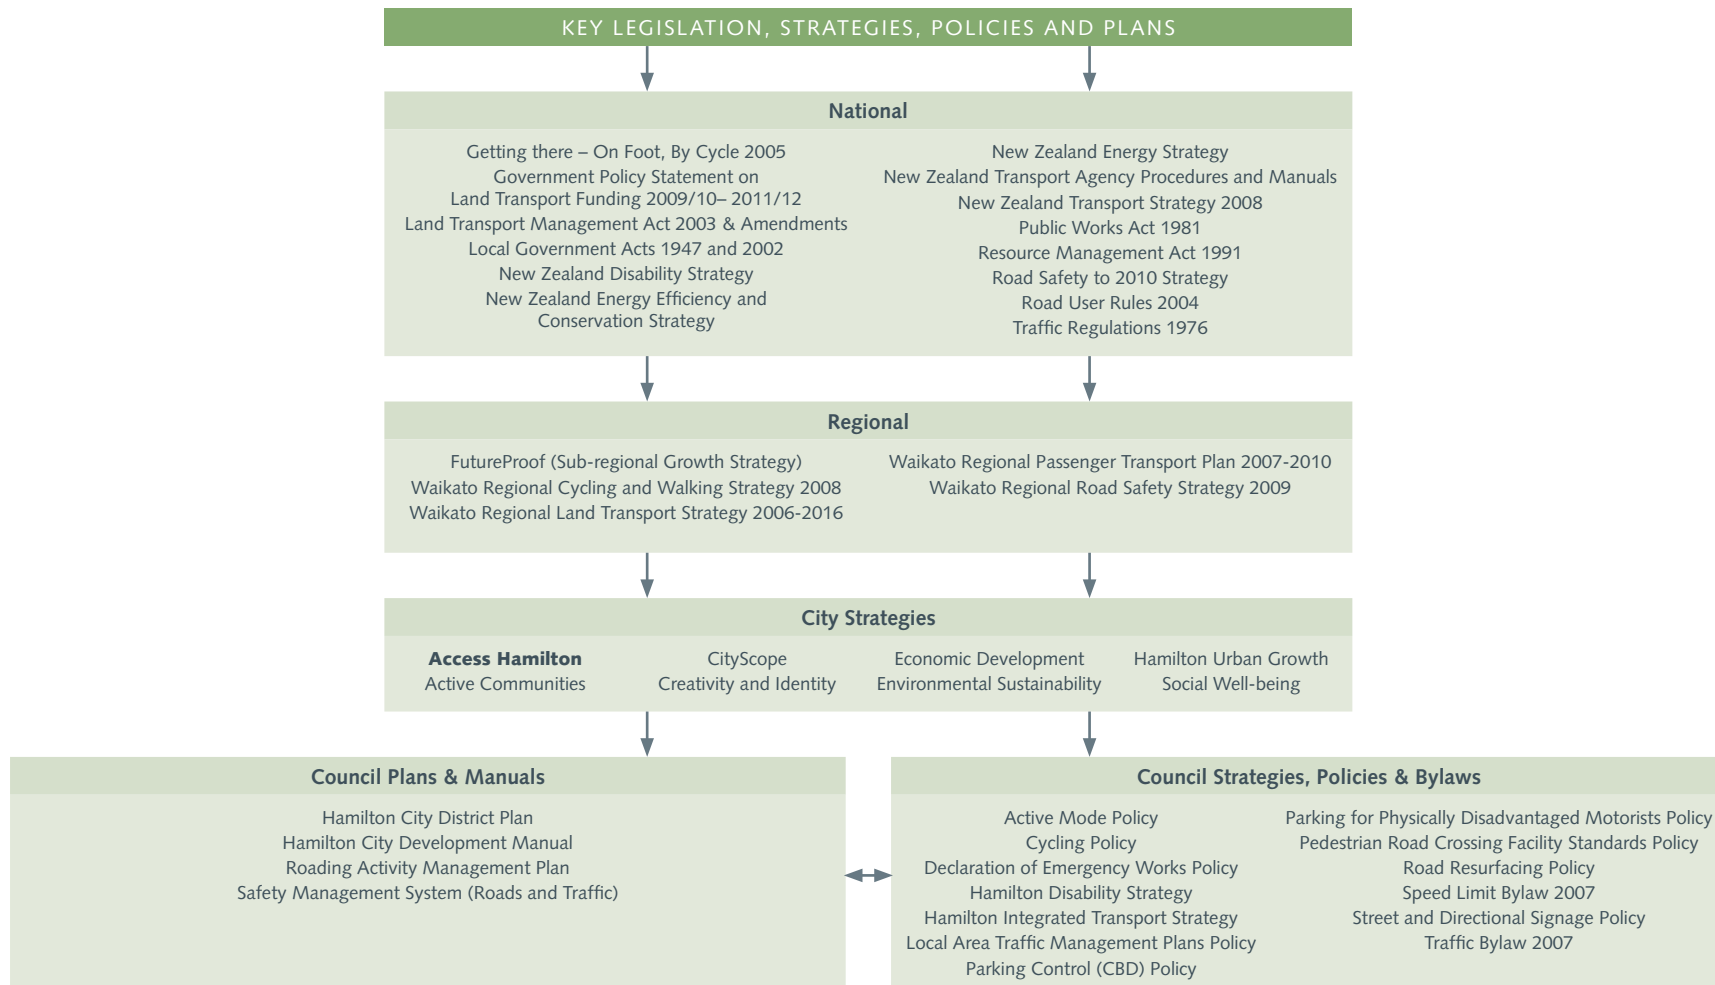 KEY LEGISLATION, STRATEGIES, POLICIES AND PLANS
National
Getting there – On Foot, By Cycle 2005
Government Policy Statement on
Land Transport Funding 2009/10– 2011/12
Land Transport Management Act 2003 & Amendments
Local Government Acts 1947 and 2002
New Zealand Disability Strategy
New Zealand Energy Efficiency and
Conservation Strategy
New Zealand Energy Strategy
New Zealand Transport Agency Procedures and Manuals
New Zealand Transport Strategy 2008
Public Works Act 1981
Resource Management Act 1991
Road Safety to 2010 Strategy
Road User Rules 2004
Traffic Regulations 1976
Regional
FutureProof (Sub-regional Growth Strategy)
Waikato Regional Cycling and Walking Strategy 2008
Waikato Regional Land Transport Strategy 2006-2016
Waikato Regional Passenger Transport Plan 2007-2010
Waikato Regional Road Safety Strategy 2009
City Strategies
Access Hamilton
Active Communities
CityScope
Creativity and Identity
Economic Development
Environmental Sustainability
Hamilton Urban Growth
Social Well-being
Council Plans & Manuals
Hamilton City District Plan
Hamilton City Development Manual
Roading Activity Management Plan
Safety Management System (Roads and Traffic)
Council Strategies, Policies & Bylaws
Active Mode Policy
Cycling Policy
Declaration of Emergency Works Policy
Hamilton Disability Strategy
Hamilton Integrated Transport Strategy
Local Area Traffic Management Plans Policy
Parking Control (CBD) Policy
Parking for Physically Disadvantaged Motorists Policy
Pedestrian Road Crossing Facility Standards Policy
Road Resurfacing Policy
Speed Limit Bylaw 2007
Street and Directional Signage Policy
Traffic Bylaw 2007